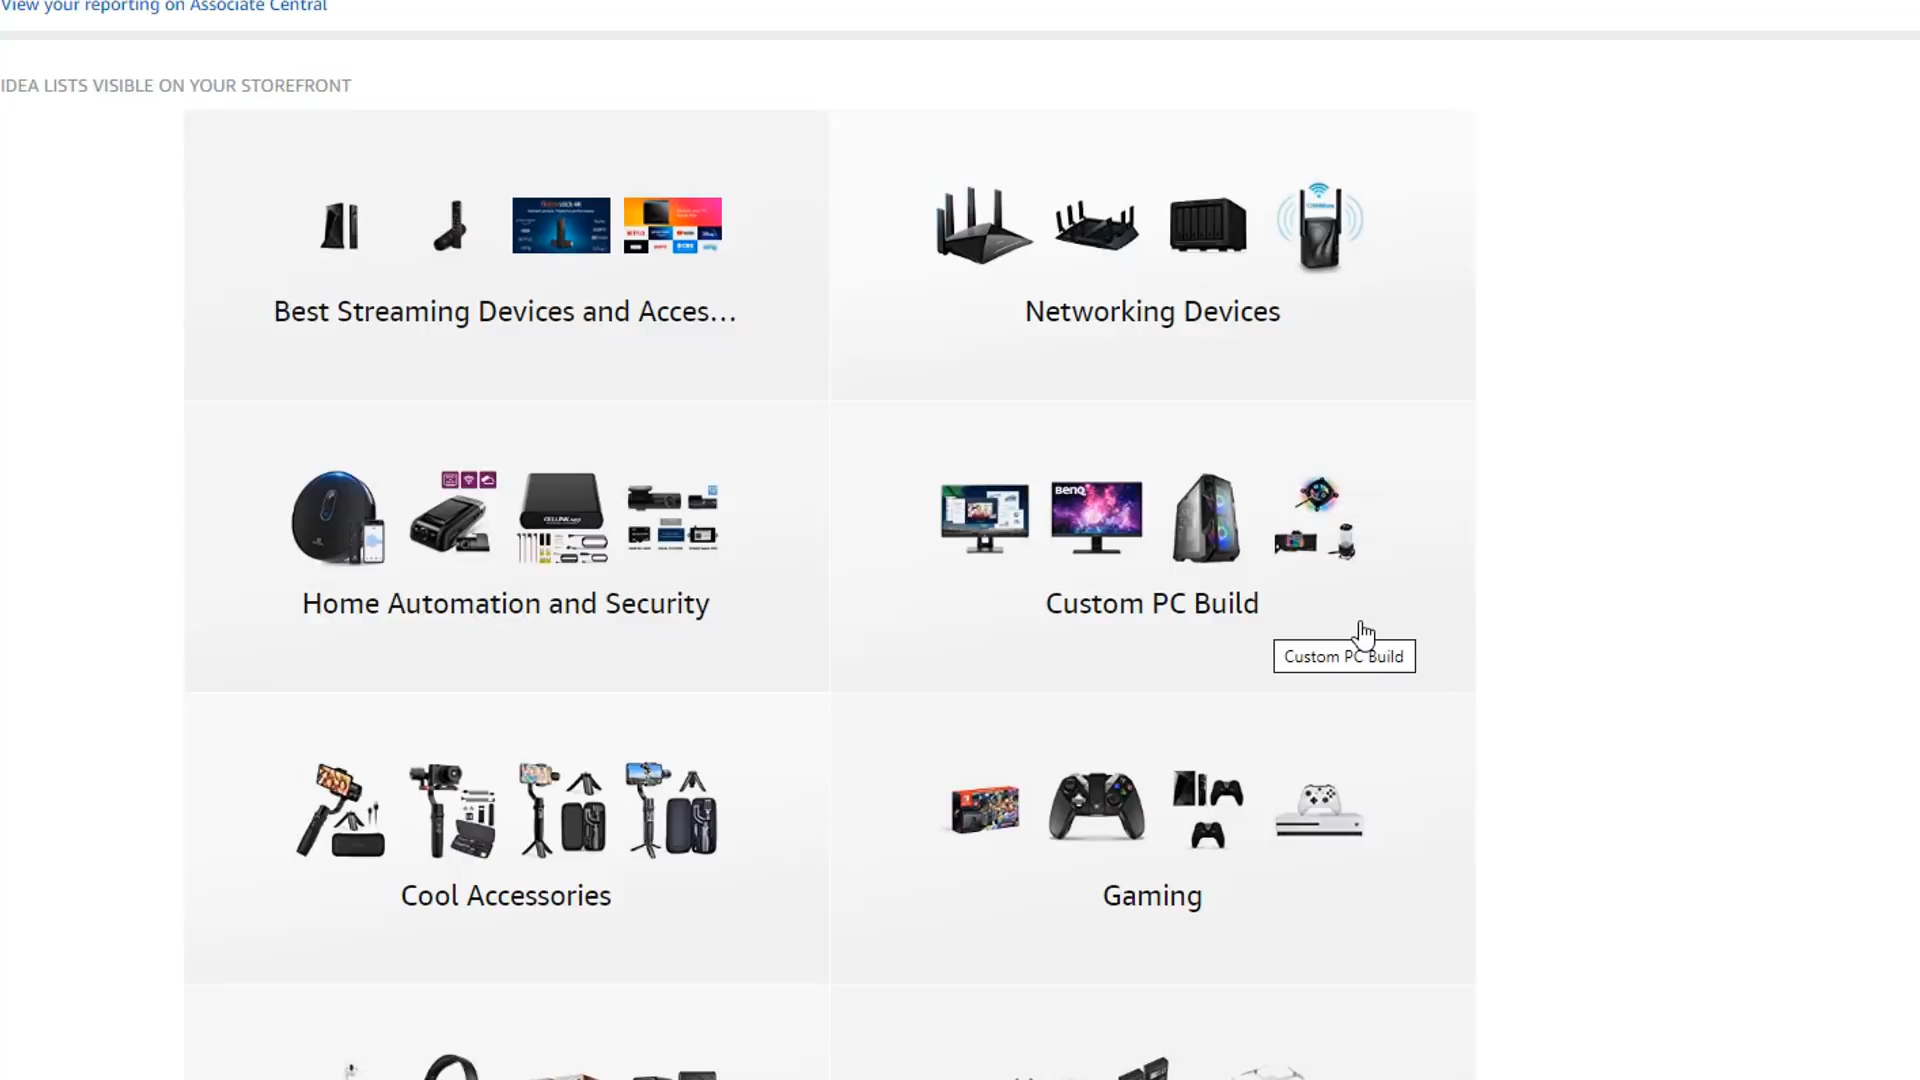 View your reporting on Associate Central
IDEA LISTS VISIBLE ON YOUR STOREFRONT
Best Streaming Devices and Acces...
Networking Devices
BenQ
Home Automation and Security
Custom PC Build
Custom PC Build
Cool Accessories
Gaming